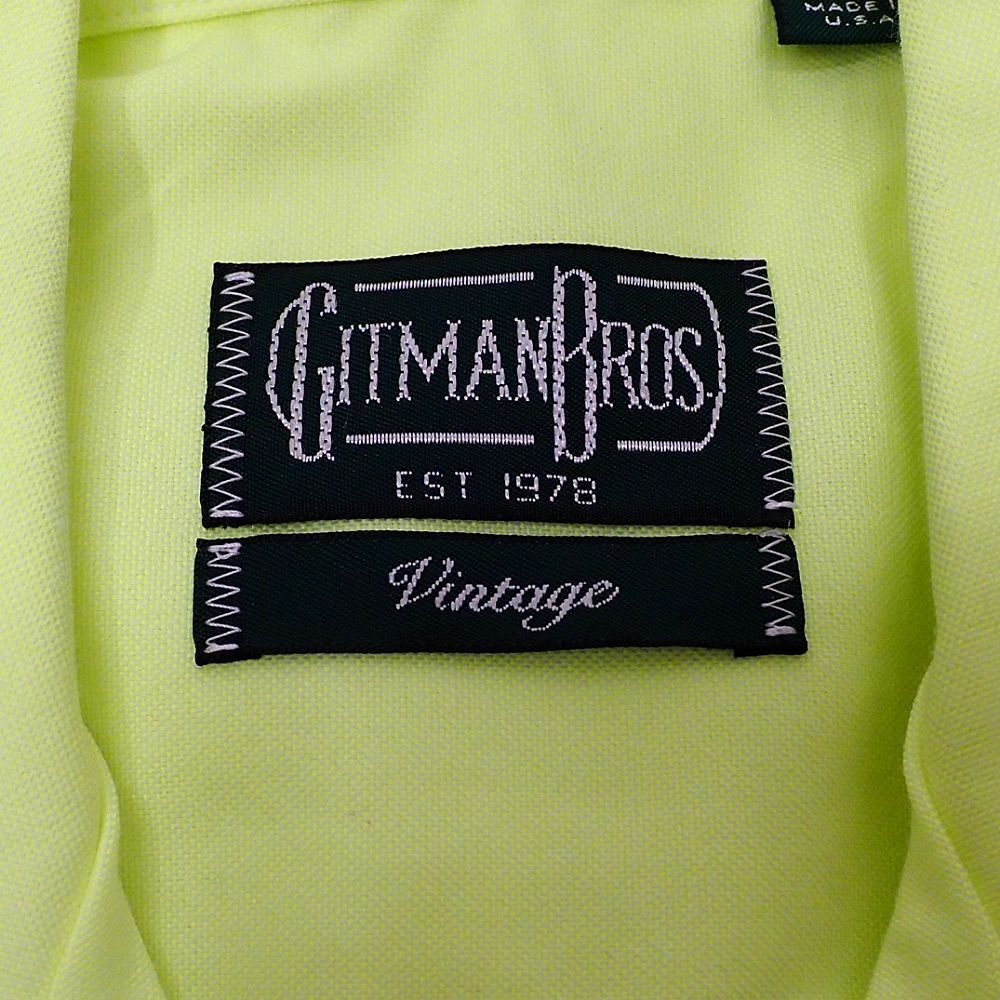 MADE
U.S.A
GITMAN BROS.
EST 1978
Vintage